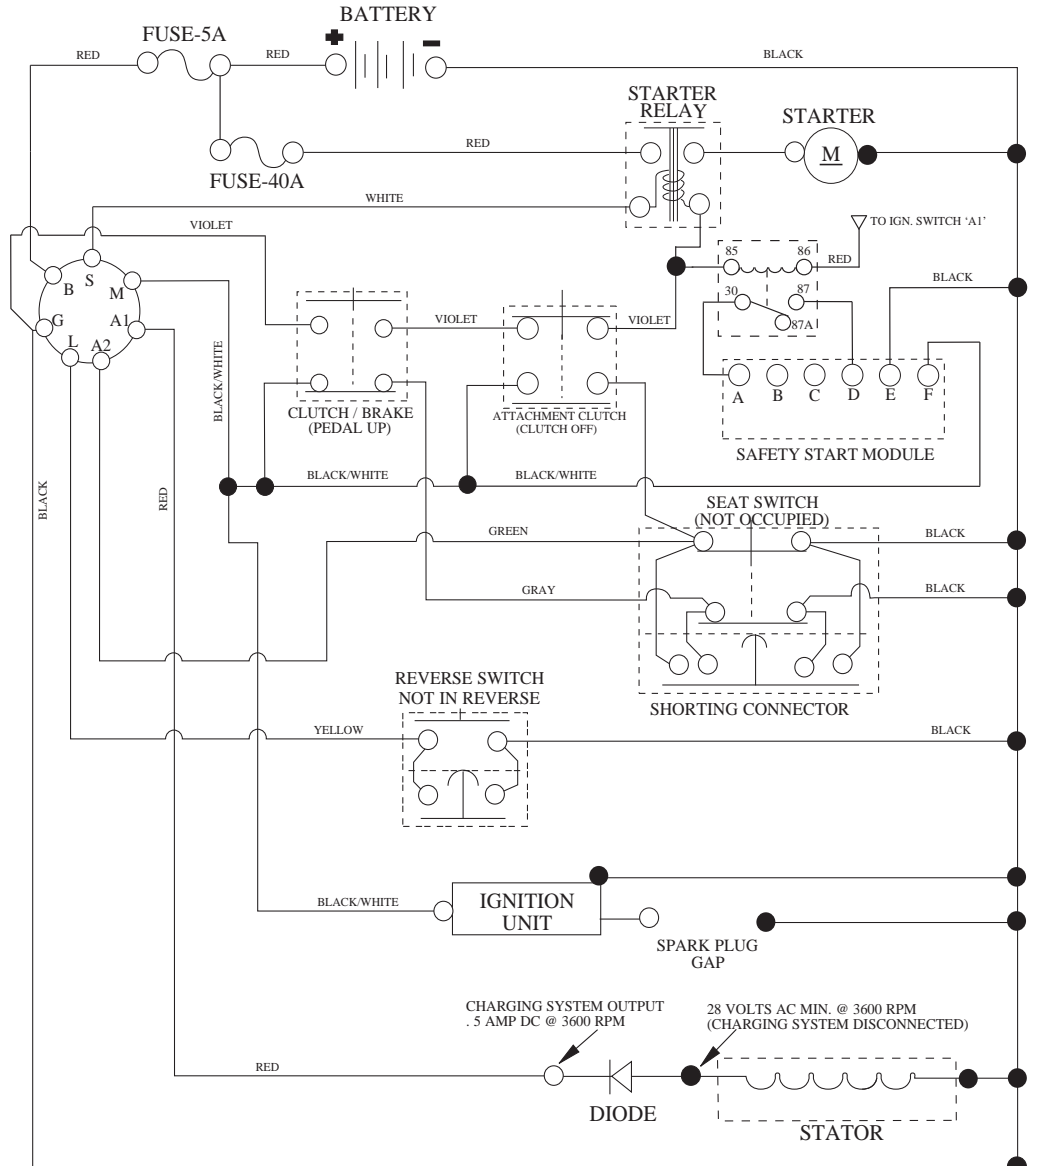 BATTERY
FUSE-5A
RED
RED
BLACK
STARTER
RELAY
STARTER
M
RED
FUSE-40A
WHITE
VIOLET
TO IGN. SWITCH ‘A1’
85
86
RED
B
S
M
G
A1
L
A2
30
87
87A
BLACK
VIOLET
VIOLET
BLACK/WHITE
A
B
C
D
E
F
SAFETY START MODULE
CLUTCH / BRAKE
(PEDAL UP)
ATTACHMENT CLUTCH
(CLUTCH OFF)
BLACK
RED
BLACK/WHITE
BLACK/WHITE
SEAT SWITCH
(NOT OCCUPIED)
GREEN
BLACK
GRAY
BLACK
SHORTING CONNECTOR
REVERSE SWITCH
NOT IN REVERSE
YELLOW
BLACK
BLACK/WHITE
IGNITION
UNIT
SPARK PLUG
GAP
CHARGING SYSTEM OUTPUT
. 5 AMP DC @ 3600 RPM
28 VOLTS AC MIN. @ 3600 RPM
(CHARGING SYSTEM DISCONNECTED)
RED
DIODE
STATOR